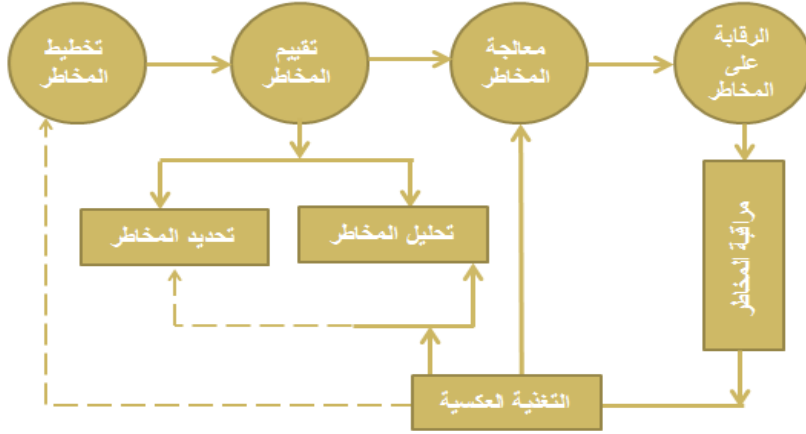 تخطيط
المخاطر
تقييم
المخاطر
معالجة
المخاطر
الرقابة
على
المخاطر
تحديد المخاطر
تحليل المخاطر
مراقبة المخاطر
التغذية العكسية